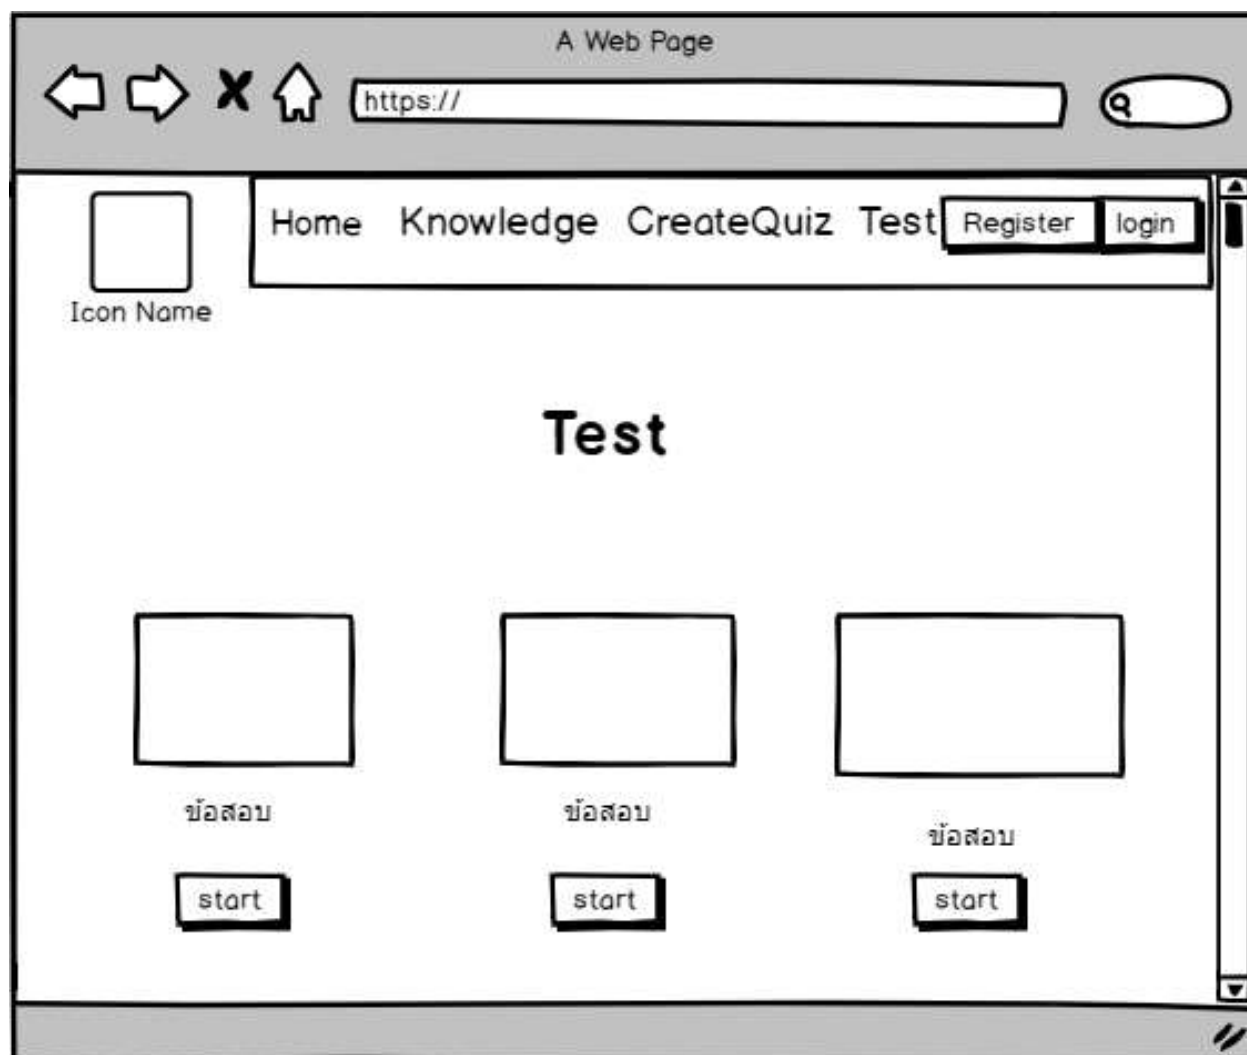 A Web Page
https://
Home Knowledge CreateQuiz Test Register login
Icon Name
Test
ข้อสอบ ข้อสอบ ข้อสอบ
start start start